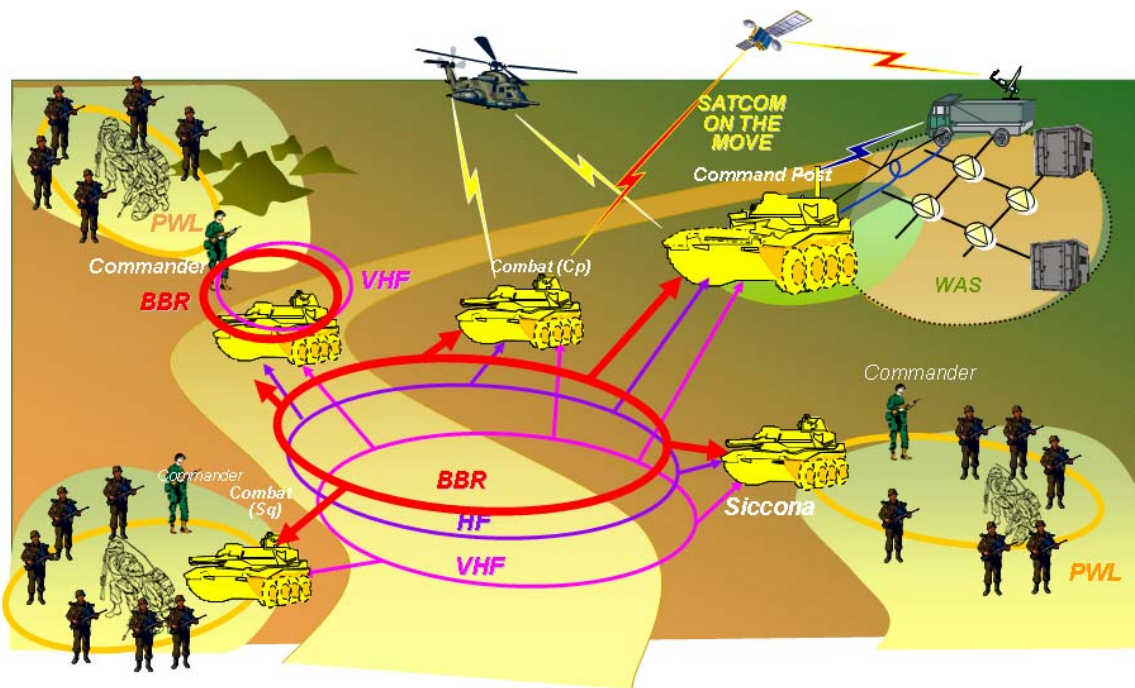 SATCOM
ON THE
MOVE
Command Post
PWL
Commander
VHF
BBR
Combat (Cp)
WAS
Commander
Commander
Combat
(Sq)
BBR
HF
VHF
Siccona
PWL